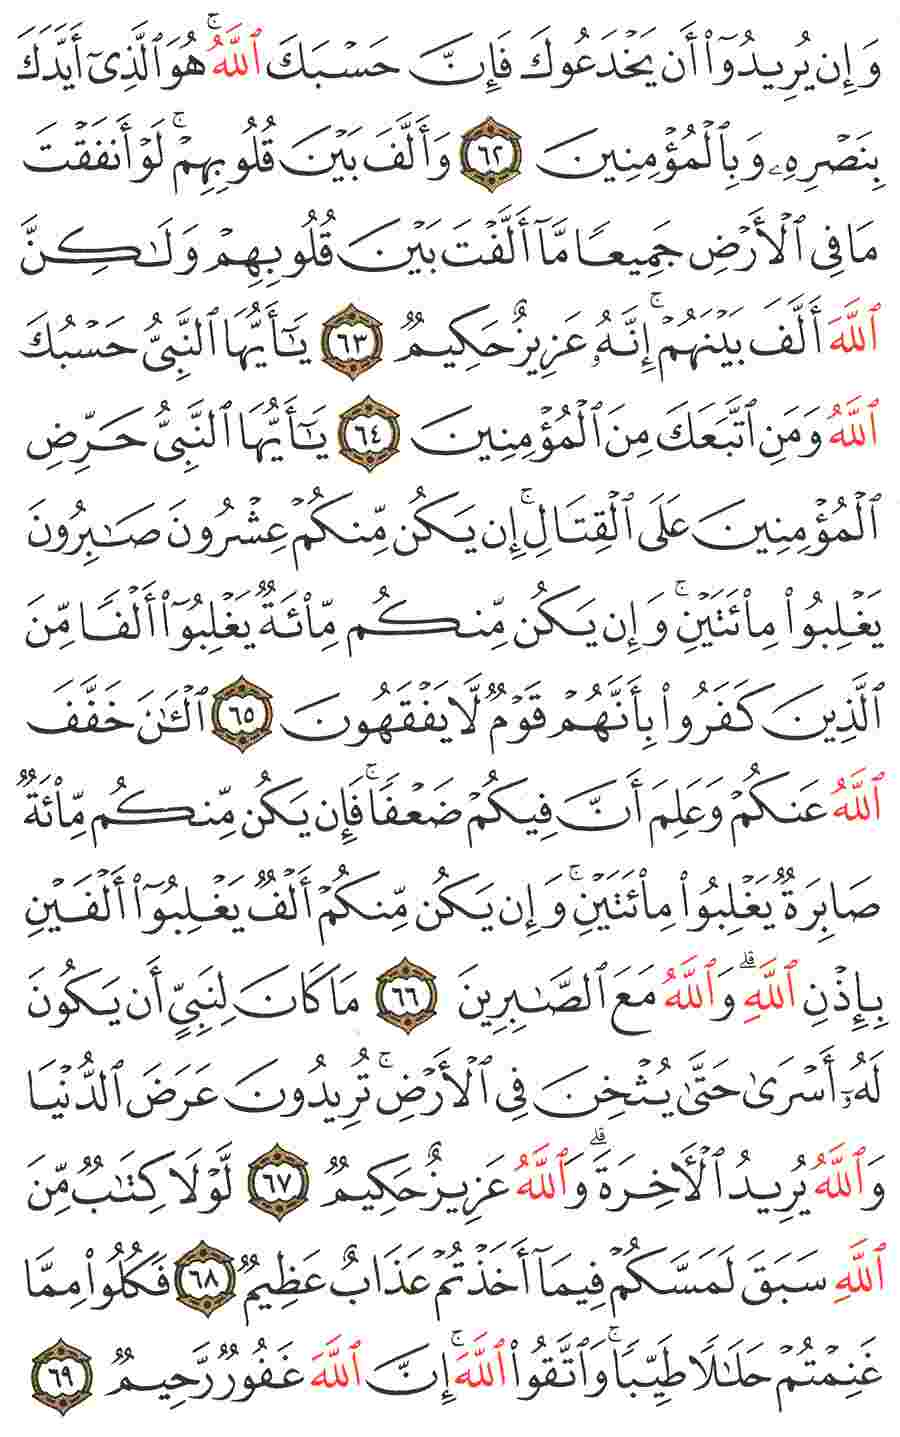 وَإِن يُرِيدُوٓا۟ أَن يَخْدَعُوكَ فَإِنَّ حَسْبَكَ ٱللَّهُ ۚ هُوَ ٱلَّذِىٓ أَيَّدَكَ
بِنَصْرِهِۦ وَبِٱلْمُؤْمِنِينَ ٦٢ وَأَلَّفَ بَيْنَ قُلُوبِهِمْ ۚ لَوْ أَنفَقْتَ
مَا فِى ٱلْأَرْضِ جَمِيعًا مَّآ أَلَّفْتَ بَيْنَ قُلُوبِهِمْ وَلَـٰكِنَّ
ٱللَّهَ أَلَّفَ بَيْنَهُمْ ۚ إِنَّهُۥ عَزِيزٌ حَكِيمٌ ٦٣ يَـٰٓأَيُّهَا ٱلنَّبِىُّ حَسْبُكَ
ٱللَّهُ وَمَنِ ٱتَّبَعَكَ مِنَ ٱلْمُؤْمِنِينَ ٦٤ يَـٰٓأَيُّهَا ٱلنَّبِىُّ حَرِّضِ
ٱلْمُؤْمِنِينَ عَلَى ٱلْقِتَالِ ۚ إِن يَكُن مِّنكُمْ عِشْرُونَ صَـٰبِرُونَ
يَغْلِبُوا۟ مِا۟ئَتَيْنِ ۚ وَإِن يَكُن مِّنكُم مِّا۟ئَةٌ يَغْلِبُوٓا۟ أَلْفًا مِّنَ
ٱلَّذِينَ كَفَرُوا۟ بِأَنَّهُمْ قَوْمٌ لَّا يَفْقَهُونَ ٦٥ ٱلْـَٔـٰنَ خَفَّفَ
ٱللَّهُ عَنكُمْ وَعَلِمَ أَنَّ فِيكُمْ ضَعْفًا ۚ فَإِن يَكُن مِّنكُم مِّا۟ئَةٌ
صَابِرَةٌ يَغْلِبُوا۟ مِا۟ئَتَيْنِ ۚ وَإِن يَكُن مِّنكُمْ أَلْفٌ يَغْلِبُوٓا۟ أَلْفَيْنِ
بِإِذْنِ ٱللَّهِ ۗ وَٱللَّهُ مَعَ ٱلصَّـٰبِرِينَ ٦٦ مَا كَانَ لِنَبِىٍّ أَن يَكُونَ
لَهُۥٓ أَسْرَىٰ حَتَّىٰ يُثْخِنَ فِى ٱلْأَرْضِ ۚ تُرِيدُونَ عَرَضَ ٱلدُّنْيَا
وَٱللَّهُ يُرِيدُ ٱلْـَٔاخِرَةَ ۗ وَٱللَّهُ عَزِيزٌ حَكِيمٌ ٦٧ لَّوْلَا كِتَـٰبٌ مِّنَ
ٱللَّهِ سَبَقَ لَمَسَّكُمْ فِيمَآ أَخَذْتُمْ عَذَابٌ عَظِيمٌ ٦٨ فَكُلُوا۟ مِمَّا
غَنِمْتُمْ حَلَـٰلًا طَيِّبًا ۚ وَٱتَّقُوا۟ ٱللَّهَ ۚ إِنَّ ٱللَّهَ غَفُورٌ رَّحِيمٌ ٦٩